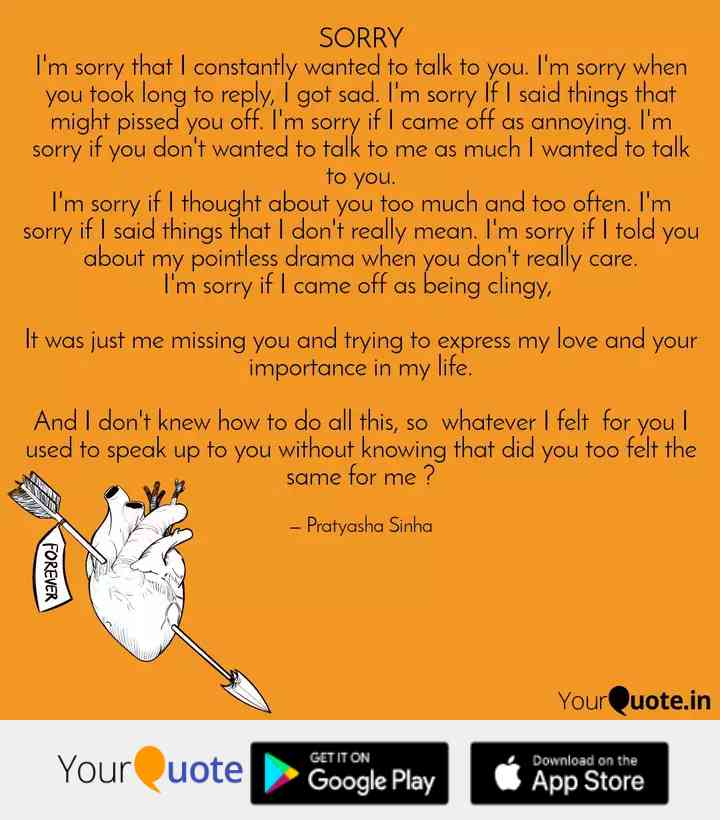 SORRY
I'm sorry that I constantly wanted to talk to you. I'm sorry when
you took long to reply, I got sad. I'm sorry If I said things that
might pissed you off. I'm sorry if I came off as annoying. I'm
sorry if you don't wanted to talk to me as much I wanted to talk
to you.
I'm sorry if I thought about you too much and too often. I'm
sorry if I said things that I don't really mean. I'm sorry if I told you
about my pointless drama when you don't really care.
I'm sorry if I came off as being clingy,
It was just me missing you and trying to express my love and your
importance in my life.
And I don't knew how to do all this, so whatever I felt for you I
used to speak up to you without knowing that did you too felt the
same for me ?
– Pratyasha Sinha
FOREVER
YourQuote.in
YourQuote
GET IT ON
Google Play
Download on the
App Store